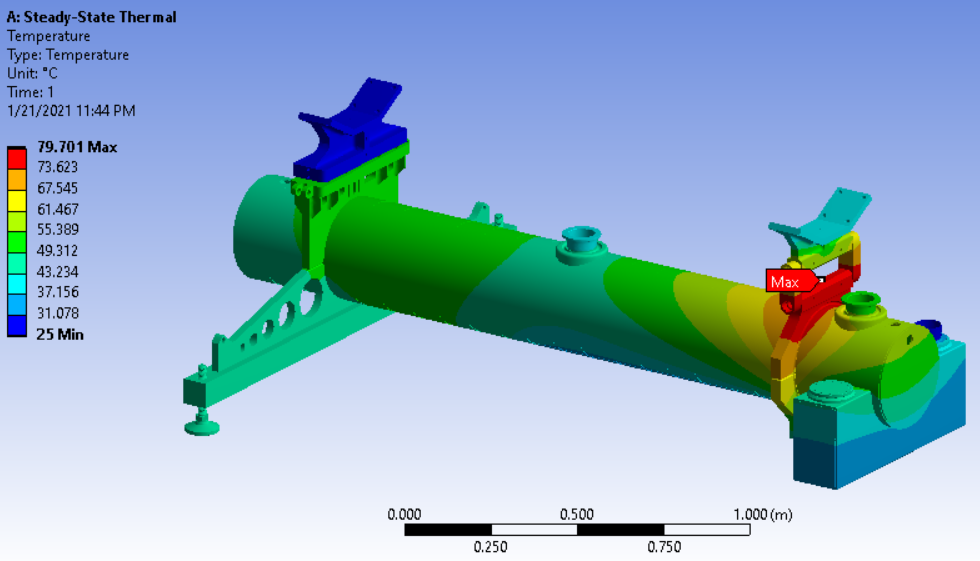 A: Steady-State Thermal
Temperature
Type: Temperature
Unit: °C
Time: 1
1/21/2021 11:44 PM
79.701 Max
73.623
67.545
61.467
55.389
49.312
43.234
37.156
31.078
25 Min
Max
0.000 0.500 1.000 (m)
0.250 0.750